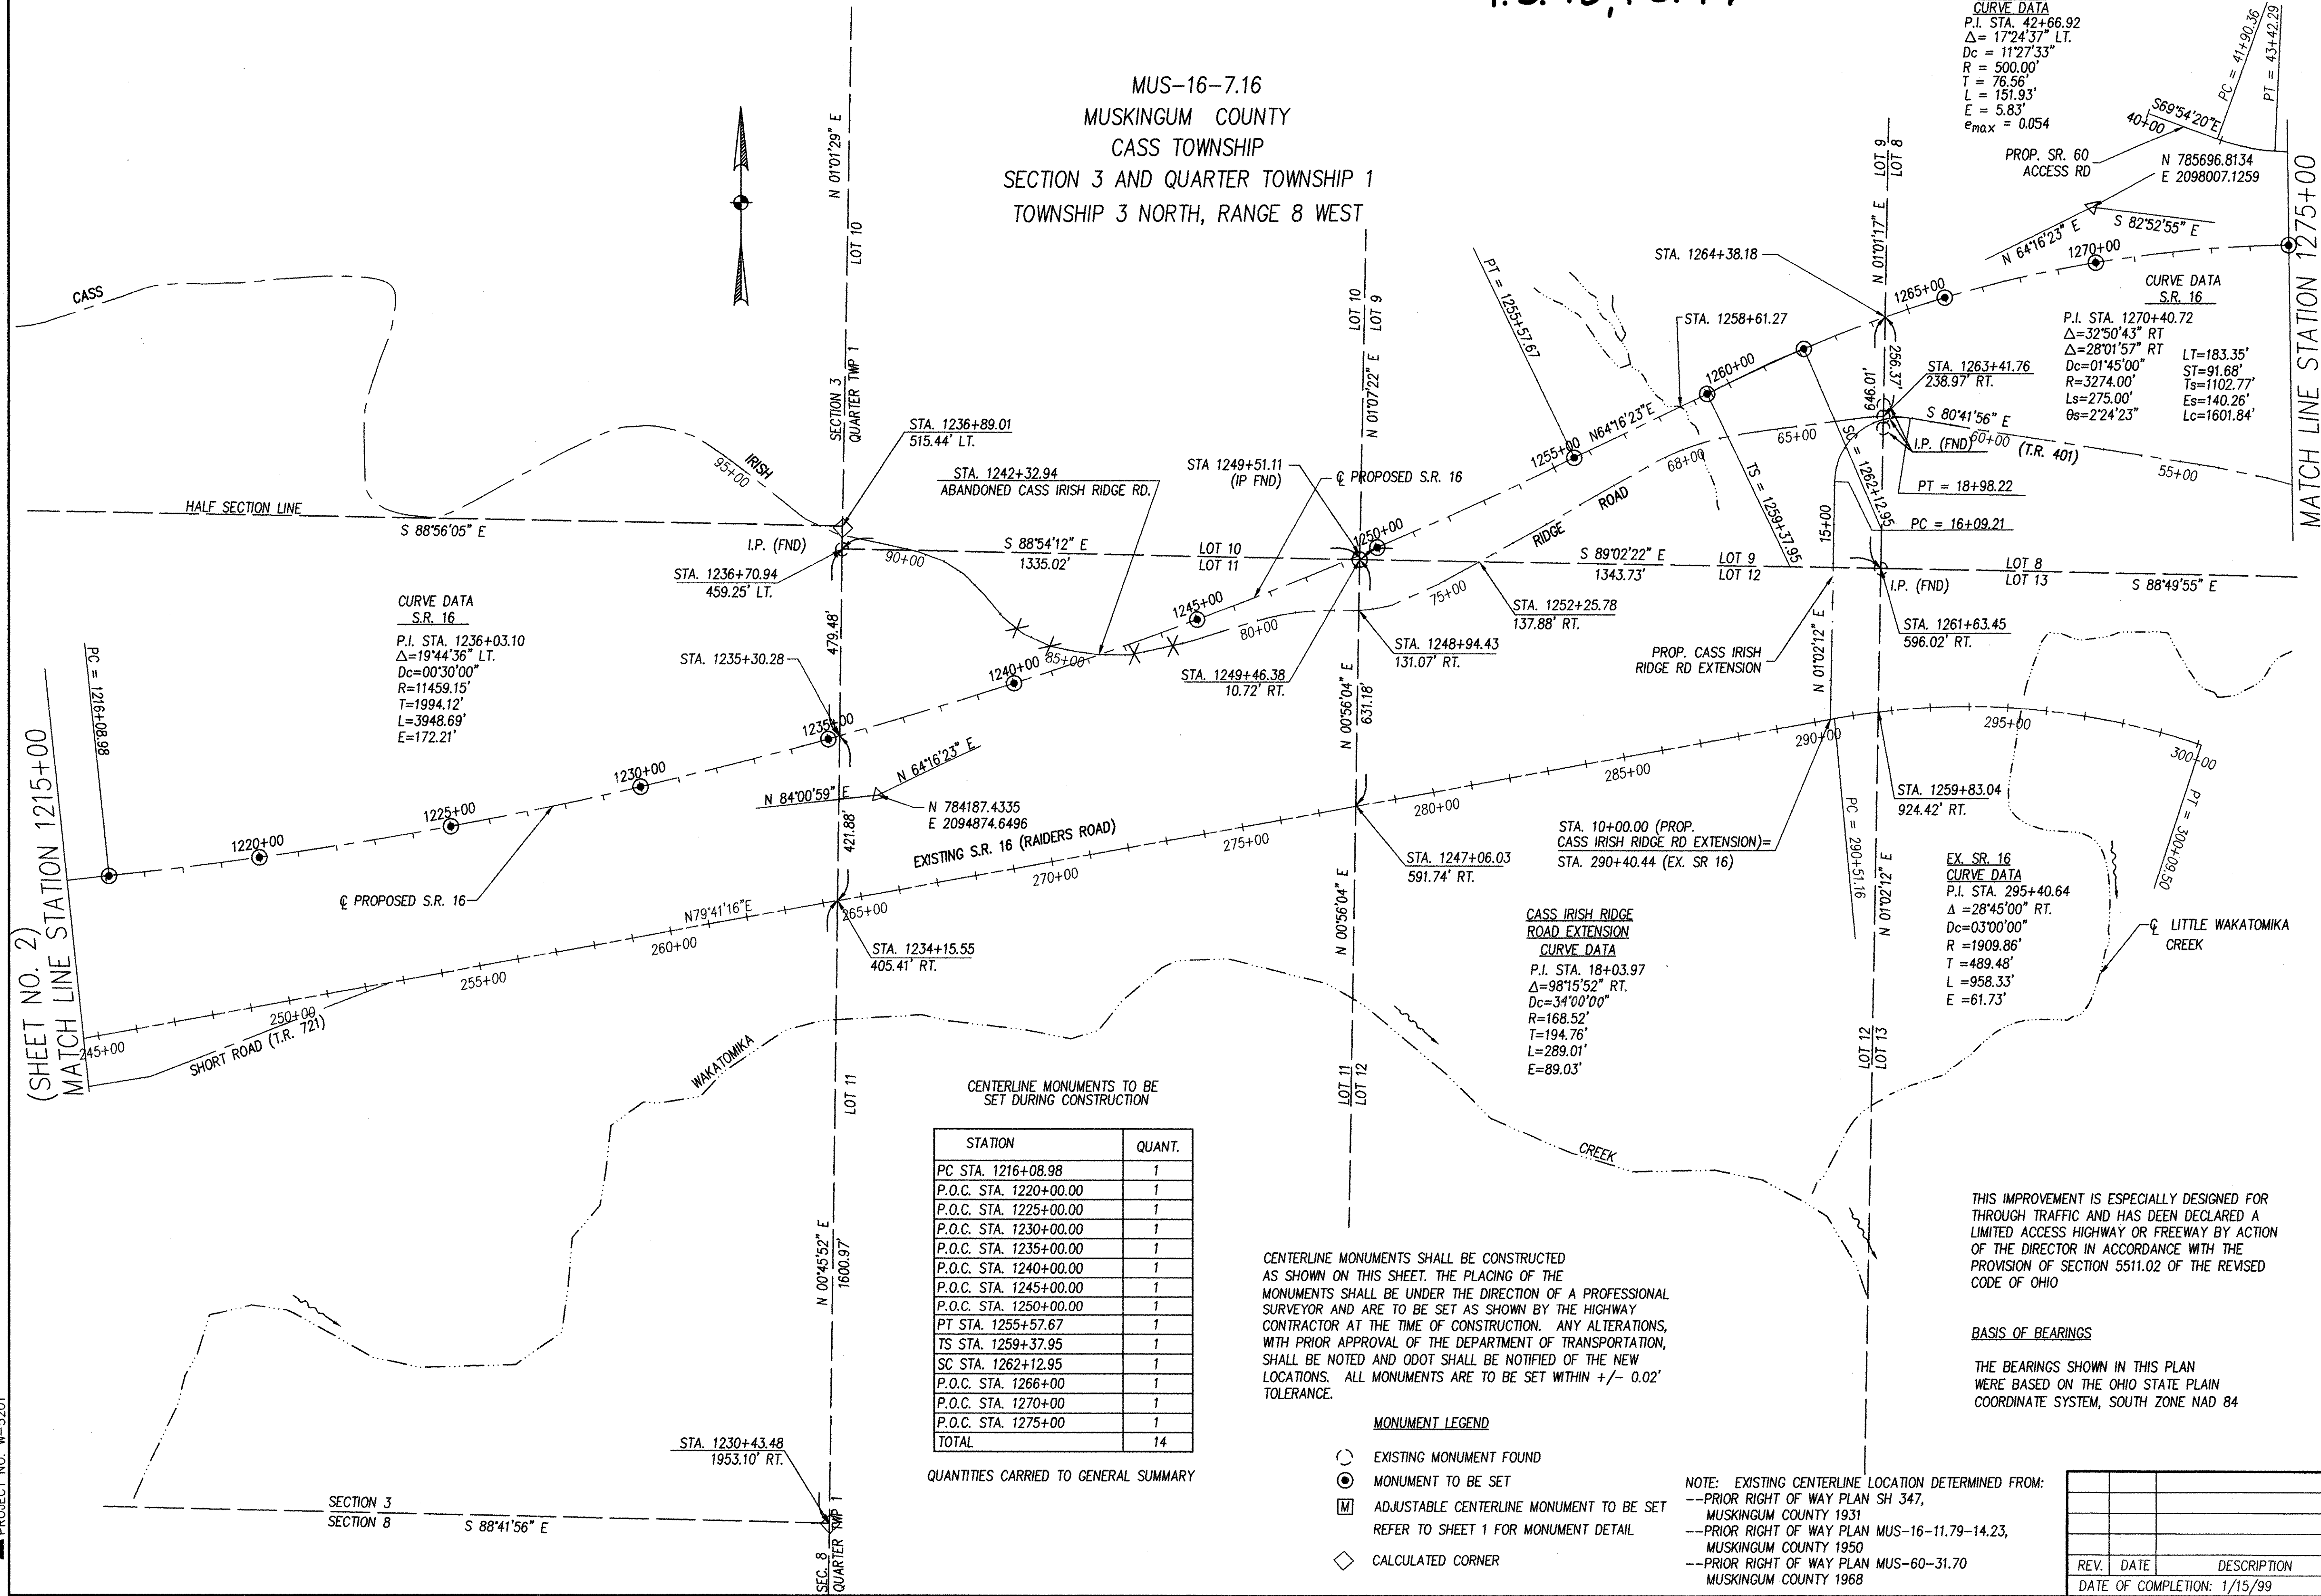 MUS-16-7.16
MUSKINGUM COUNTY
CASS TOWNSHIP
SECTION 3 AND QUARTER TOWNSHIP 1
TOWNSHIP 3 NORTH, RANGE 8 WEST
CURVE DATA
P.I. STA. 42+66.92
Δ= 17°24'37" LT.
Dc = 11°27'33"
R = 500.00'
T = 76.56'
L = 151.93'
E = 5.83'
emax = 0.054
PC = 41+90.36
PT = 43+42.29
S69°54'20"E
40+00
PROP. SR. 60
ACCESS RD
N 785696.8134
E 2098007.1259
S 82°52'55" E
N 64°16'23" E
MATCH LINE STATION 1275+00
1270+00
1265+00
CURVE DATA
S.R. 16
P.I. STA. 1270+40.72
Δ=32°50'43" RT
Δ=28°01'57" RT
Dc=01°45'00"
R=3274.00'
Ls=275.00'
θs=2°24'23"
LT=183.35'
ST=91.68'
Ts=1102.77'
Es=140.26'
Lc=1601.84'
LOT 9
LOT 8
N 01°01'17" E
STA. 1264+38.18
256.37'
646.01'
STA. 1263+41.76
238.97' RT.
S 80°41'56" E
I.P. (FND)
60+00
(T.R. 401)
55+00
PT = 18+98.22
PC = 16+09.21
15+00
SC = 1262+12.95
TS = 1259+37.95
PT = 1255+57.67
STA. 1258+61.27
1260+00
N64°16'23"E
1255+00
65+00
68+00
ROAD
RIDGE
75+00
N 01°01'29" E
LOT 10
SECTION 3
QUARTER TWP 1
CASS
IRISH
95+00
HALF SECTION LINE
S 88°56'05" E
STA. 1236+89.01
515.44' LT.
I.P. (FND)
STA. 1236+70.94
459.25' LT.
90+00
STA. 1242+32.94
ABANDONED CASS IRISH RIDGE RD.
S 88°54'12" E
1335.02'
LOT 10
LOT 11
LOT 10
LOT 9
N 01°07'22" E
STA 1249+51.11
(IP FND)
℄ PROPOSED S.R. 16
1250+00
S 89°02'22" E
1343.73'
LOT 9
LOT 12
LOT 8
LOT 13
S 88°49'55" E
I.P. (FND)
STA. 1261+63.45
596.02' RT.
STA. 1252+25.78
137.88' RT.
STA. 1248+94.43
131.07' RT.
STA. 1249+46.38
10.72' RT.
1245+00
80+00
85+00
1240+00
479.48'
STA. 1235+30.28
1235+00
CURVE DATA
S.R. 16
P.I. STA. 1236+03.10
Δ=19°44'36" LT.
Dc=00°30'00"
R=11459.15'
T=1994.12'
L=3948.69'
E=172.21'
PC = 1216+08.98
(SHEET NO. 2)
MATCH LINE STATION 1215+00
1220+00
1225+00
1230+00
℄ PROPOSED S.R. 16
N 84°00'59" E
N 64°16'23" E
N 784187.4335
E 2094874.6496
421.88'
EXISTING S.R. 16 (RAIDERS ROAD)
N79°41'16"E
245+00
250+00
255+00
260+00
265+00
270+00
275+00
280+00
285+00
290+00
295+00
300+00
SHORT ROAD (T.R. 721)
STA. 1234+15.55
405.41' RT.
N 00°56'04" E
631.18'
STA. 1247+06.03
591.74' RT.
N 00°56'04" E
PROP. CASS IRISH
RIDGE RD EXTENSION
N 01°02'12" E
STA. 10+00.00 (PROP.
CASS IRISH RIDGE RD EXTENSION)=
STA. 290+40.44 (EX. SR 16)
PC = 290+51.16
STA. 1259+83.04
924.42' RT.
N 01°02'12" E
PT = 300+09.50
EX. SR. 16
CURVE DATA
P.I. STA. 295+40.64
Δ =28°45'00" RT.
Dc=03°00'00"
R =1909.86'
T =489.48'
L =958.33'
E =61.73'
℄ LITTLE WAKATOMIKA
CREEK
CASS IRISH RIDGE
ROAD EXTENSION
CURVE DATA
P.I. STA. 18+03.97
Δ=98°15'52" RT.
Dc=34°00'00"
R=168.52'
T=194.76'
L=289.01'
E=89.03'
LOT 12
LOT 13
LOT 11
LOT 12
WAKATOMIKA
CREEK
LOT 11
N 00°45'52" E
1600.97'
STA. 1230+43.48
1953.10' RT.
SECTION 3
SECTION 8
S 88°41'56" E
SEC. 8
QUARTER TWP 1
CENTERLINE MONUMENTS TO BE
SET DURING CONSTRUCTION
STATION QUANT.
PC STA. 1216+08.98 1
P.O.C. STA. 1220+00.00 1
P.O.C. STA. 1225+00.00 1
P.O.C. STA. 1230+00.00 1
P.O.C. STA. 1235+00.00 1
P.O.C. STA. 1240+00.00 1
P.O.C. STA. 1245+00.00 1
P.O.C. STA. 1250+00.00 1
PT STA. 1255+57.67 1
TS STA. 1259+37.95 1
SC STA. 1262+12.95 1
P.O.C. STA. 1266+00 1
P.O.C. STA. 1270+00 1
P.O.C. STA. 1275+00 1
TOTAL 14
QUANTITIES CARRIED TO GENERAL SUMMARY
CENTERLINE MONUMENTS SHALL BE CONSTRUCTED
AS SHOWN ON THIS SHEET. THE PLACING OF THE
MONUMENTS SHALL BE UNDER THE DIRECTION OF A PROFESSIONAL
SURVEYOR AND ARE TO BE SET AS SHOWN BY THE HIGHWAY
CONTRACTOR AT THE TIME OF CONSTRUCTION. ANY ALTERATIONS,
WITH PRIOR APPROVAL OF THE DEPARTMENT OF TRANSPORTATION,
SHALL BE NOTED AND ODOT SHALL BE NOTIFIED OF THE NEW
LOCATIONS. ALL MONUMENTS ARE TO BE SET WITHIN +/- 0.02'
TOLERANCE.
MONUMENT LEGEND
EXISTING MONUMENT FOUND
MONUMENT TO BE SET
M ADJUSTABLE CENTERLINE MONUMENT TO BE SET
REFER TO SHEET 1 FOR MONUMENT DETAIL
CALCULATED CORNER
THIS IMPROVEMENT IS ESPECIALLY DESIGNED FOR
THROUGH TRAFFIC AND HAS DEEN DECLARED A
LIMITED ACCESS HIGHWAY OR FREEWAY BY ACTION
OF THE DIRECTOR IN ACCORDANCE WITH THE
PROVISION OF SECTION 5511.02 OF THE REVISED
CODE OF OHIO
BASIS OF BEARINGS
THE BEARINGS SHOWN IN THIS PLAN
WERE BASED ON THE OHIO STATE PLAIN
COORDINATE SYSTEM, SOUTH ZONE NAD 84
NOTE: EXISTING CENTERLINE LOCATION DETERMINED FROM:
--PRIOR RIGHT OF WAY PLAN SH 347,
MUSKINGUM COUNTY 1931
--PRIOR RIGHT OF WAY PLAN MUS-16-11.79-14.23,
MUSKINGUM COUNTY 1950
--PRIOR RIGHT OF WAY PLAN MUS-60-31.70
MUSKINGUM COUNTY 1968
REV. DATE DESCRIPTION
DATE OF COMPLETION: 1/15/99